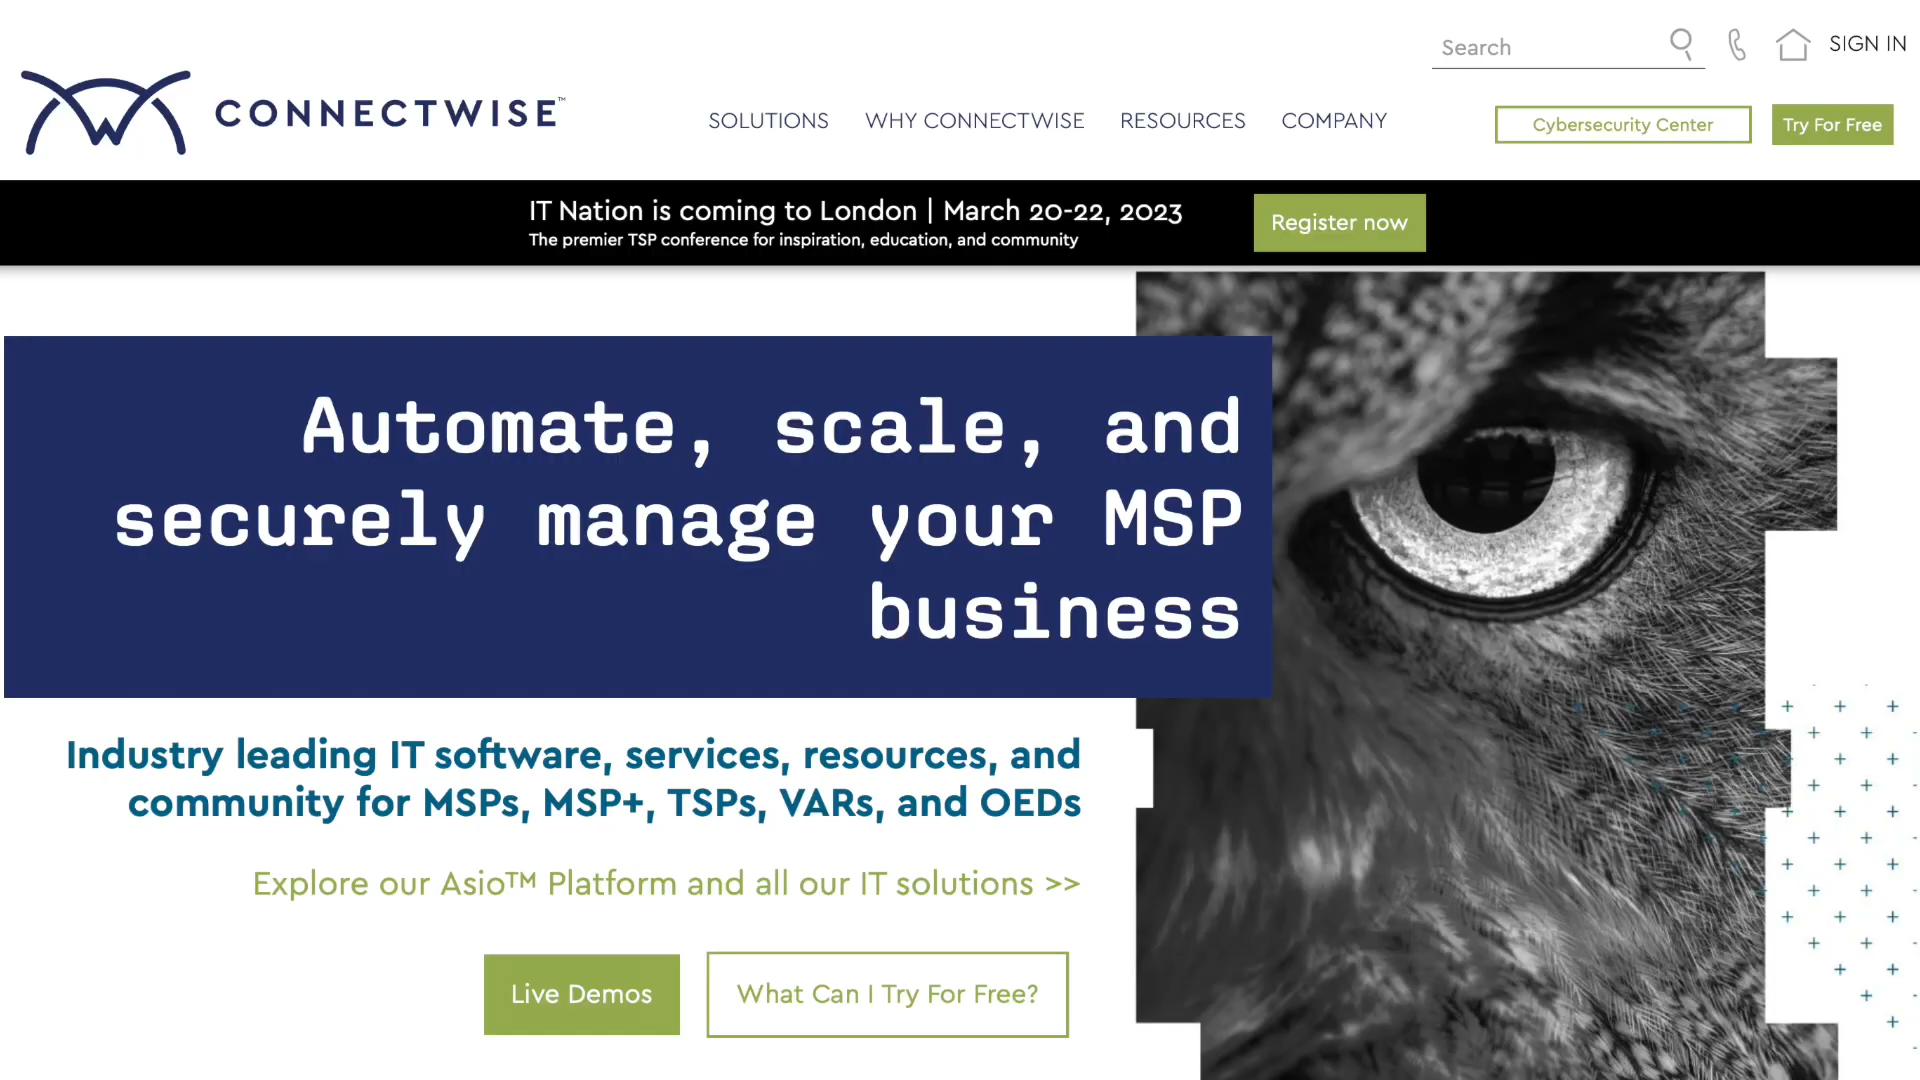 Search
SIGN IN
CONNECTWISE™
SOLUTIONS
WHY CONNECTWISE
RESOURCES
COMPANY
Cybersecurity Center
Try For Free
IT Nation is coming to London | March 20-22, 2023
The premier TSP conference for inspiration, education, and community
Register now
Automate, scale, and
securely manage your MSP
business
Industry leading IT software, services, resources, and
community for MSPs, MSP+, TSPs, VARs, and OEDs
Explore our Asio™ Platform and all our IT solutions >>
Live Demos
What Can I Try For Free?